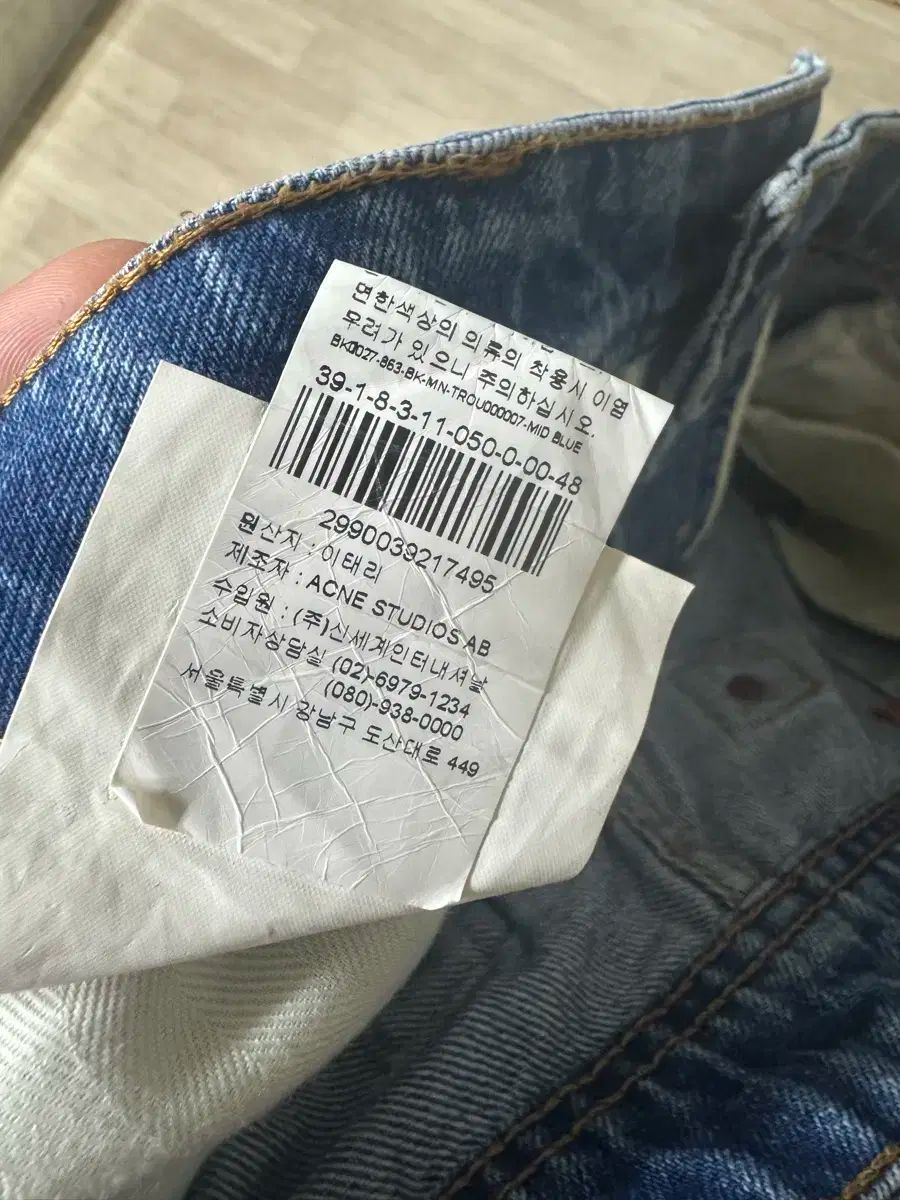 연한색상의 의류의 착용시 이염
우려가 있으니 주의하십시오.
BK0027-863-BK-MN-TROU000007-MID BLUE
39-1-8-3-11-050-0-00-48
2990039217495
원산지 : 이태리
제조자 : ACNE STUDIOS AB
수입원 : (주)신세계인터내셔날
소비자상담실 (02)-6979-1234
(080)-938-0000
서울특별시 강남구 도산대로 449